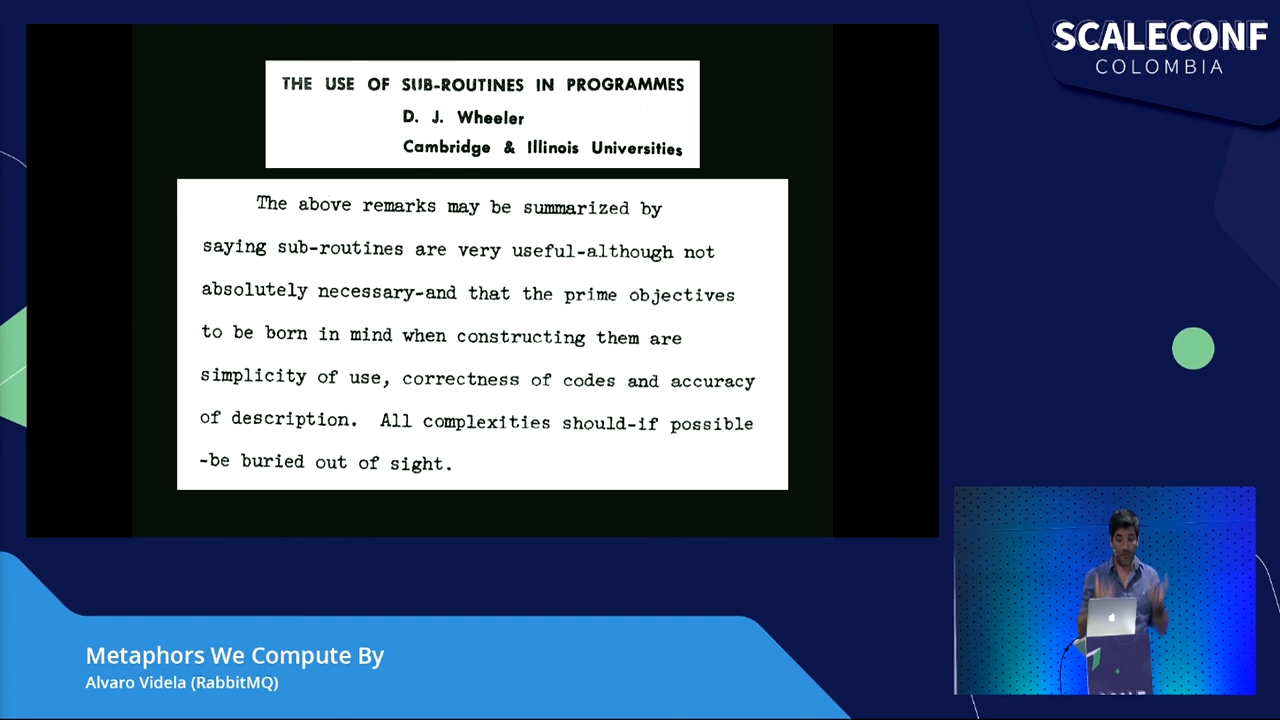 SCALECONF
COLOMBIA
THE USE OF SUB-ROUTINES IN PROGRAMMES
D. J. Wheeler
Cambridge & Illinois Universities
The above remarks may be summarized by
saying sub-routines are very useful-although not
absolutely necessary-and that the prime objectives
to be born in mind when constructing them are
simplicity of use, correctness of codes and accuracy
of description. All complexities should-if possible
-be buried out of sight.
Metaphors We Compute By
Alvaro Videla (RabbitMQ)